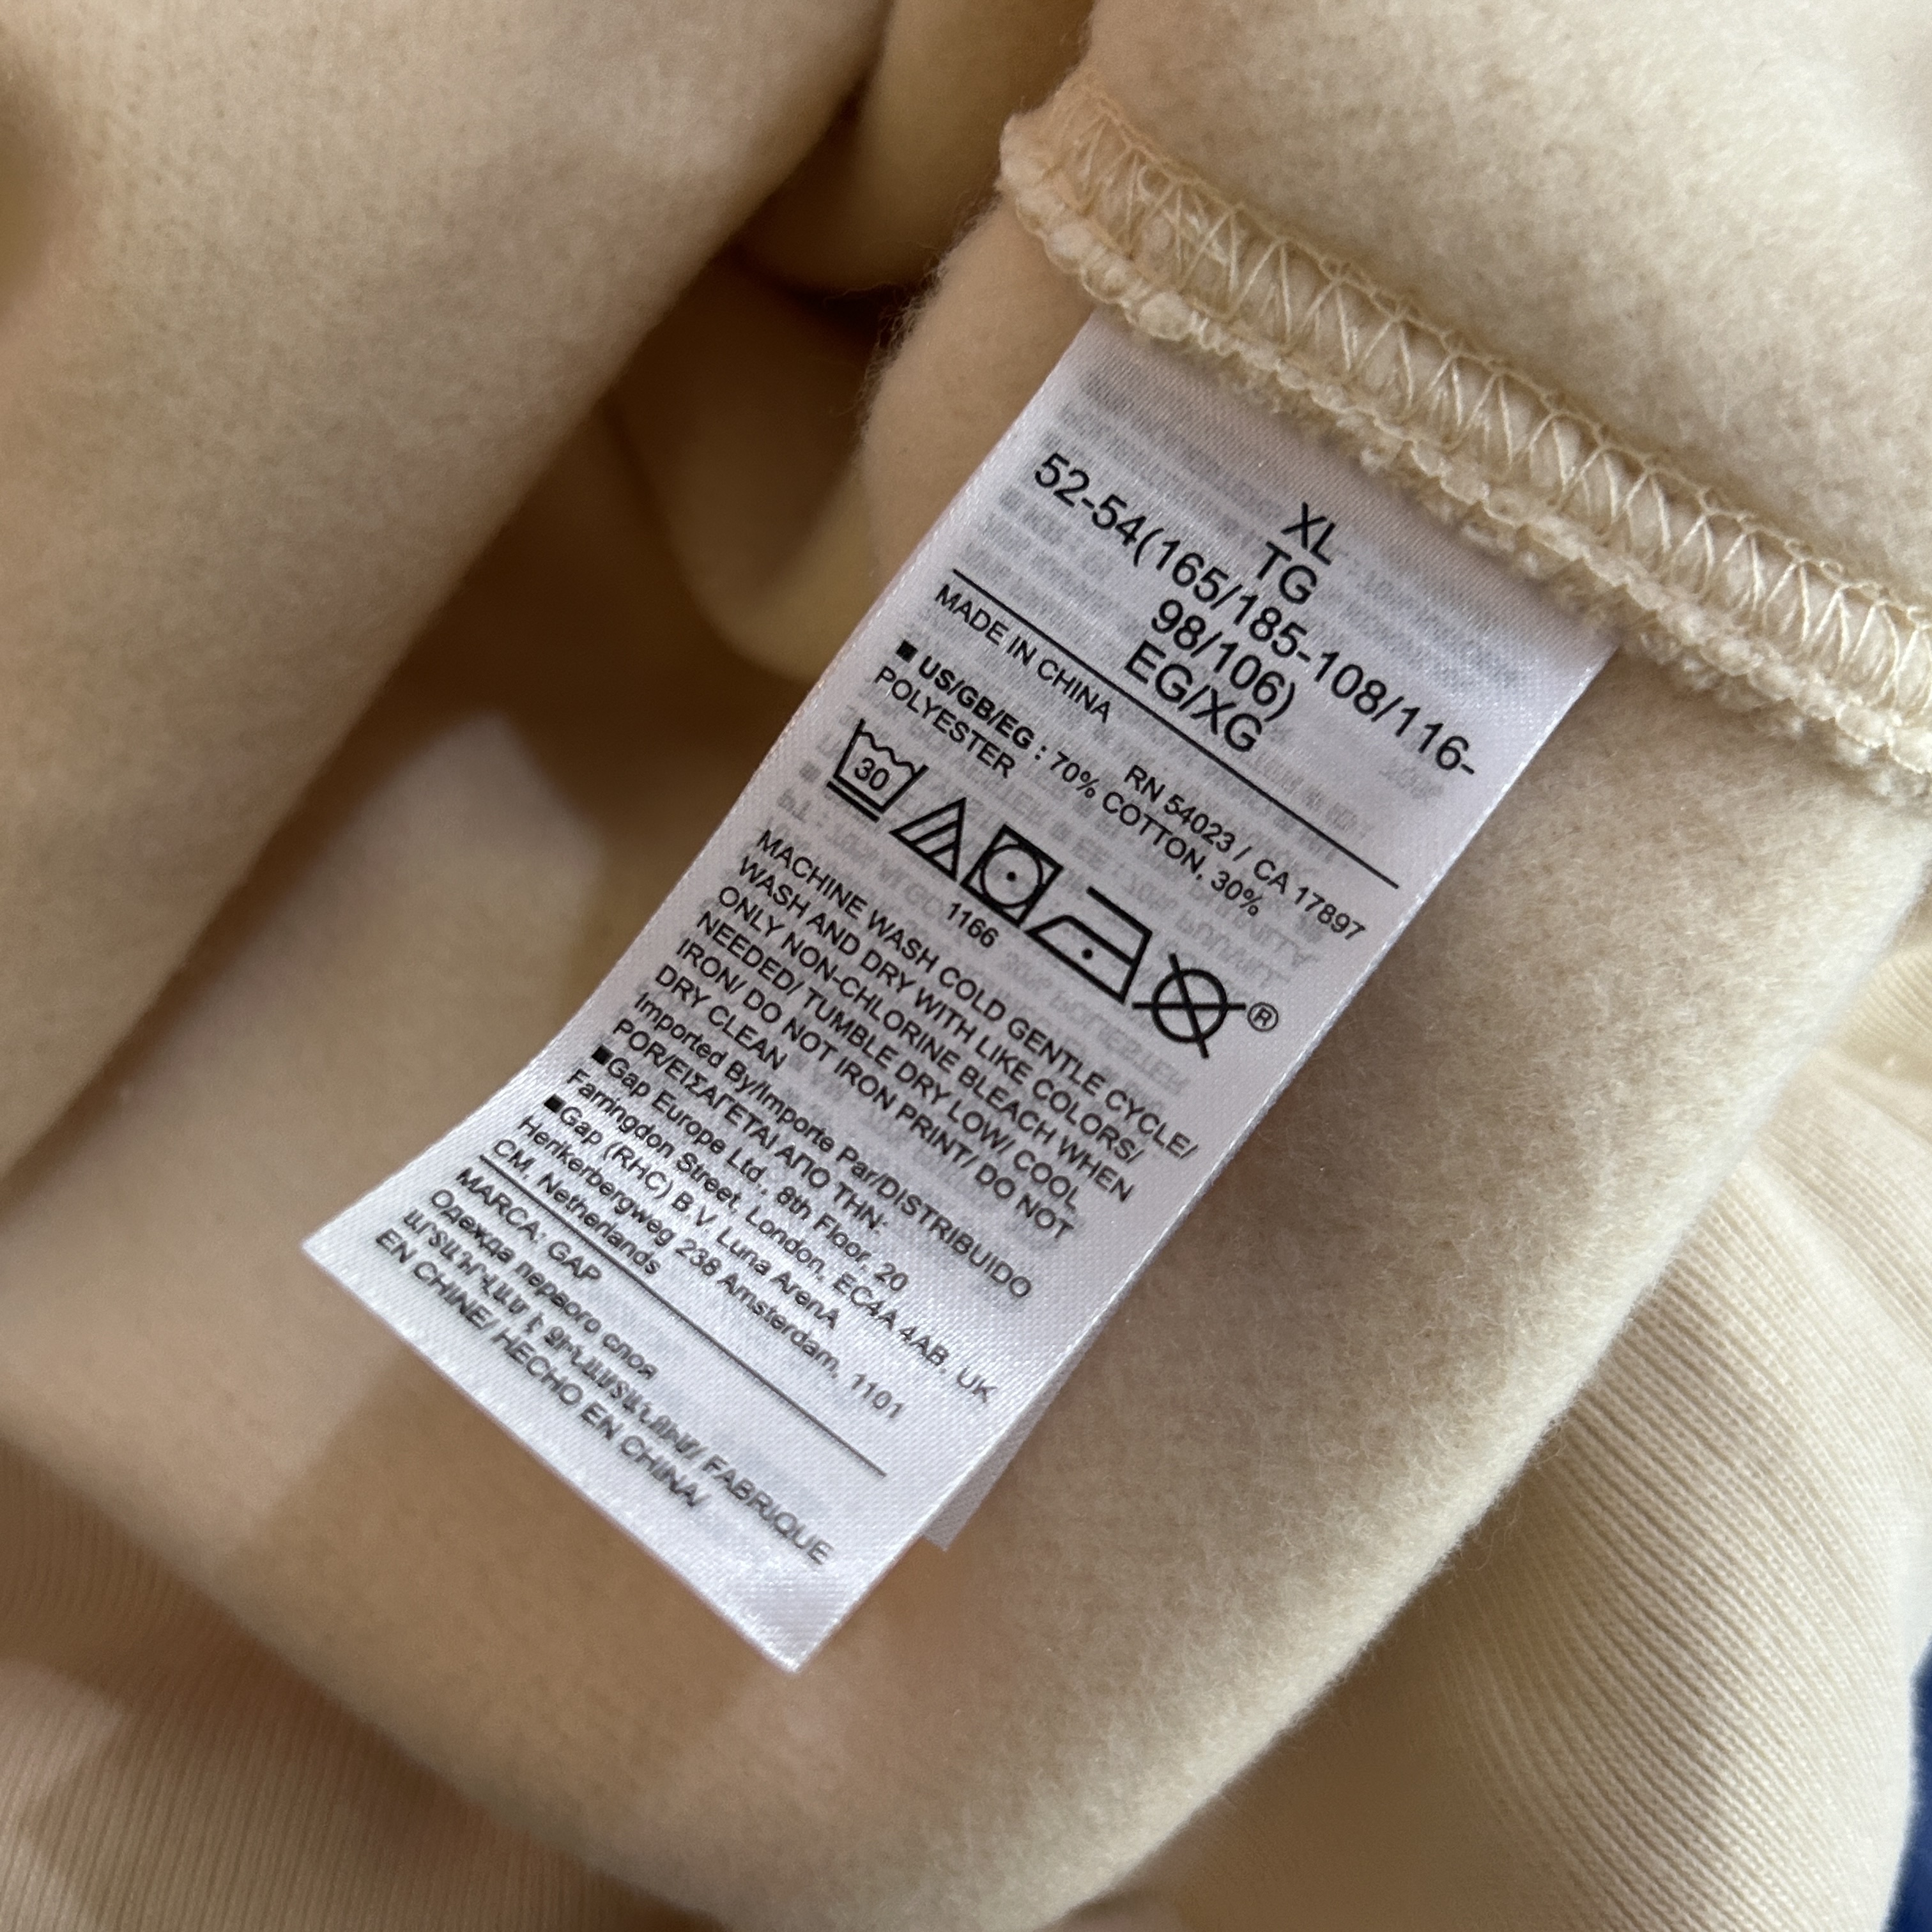 XL
TG
52-54(165/185-108/116-
98/106)
EG/XG
MADE IN CHINA
RN 54023 / CA 17897
■ US/GB/EG : 70% COTTON, 30%
POLYESTER
30
®
1166
MACHINE WASH COLD GENTLE CYCLE/
WASH AND DRY WITH LIKE COLORS/
ONLY NON-CHLORINE BLEACH WHEN
NEEDED/ TUMBLE DRY LOW/ COOL
IRON/ DO NOT IRON PRINT/ DO NOT
DRY CLEAN
Imported By/Importe Par/DISTRIBUIDO
POR/ΕΙΣΑΓΕΤΑΙ ΑΠΟ ΤΗΝ:
■Gap Europe Ltd., 8th Floor, 20
Farringdon Street, London, EC4A 4AB, UK
■Gap (RHC) B.V. Luna ArenA
Herikerbergweg 238 Amsterdam, 1101
CM, Netherlands
MARCA: GAP
Одежда первого слоя
FABRIQUE
EN CHINE/ HECHO EN CHINA/